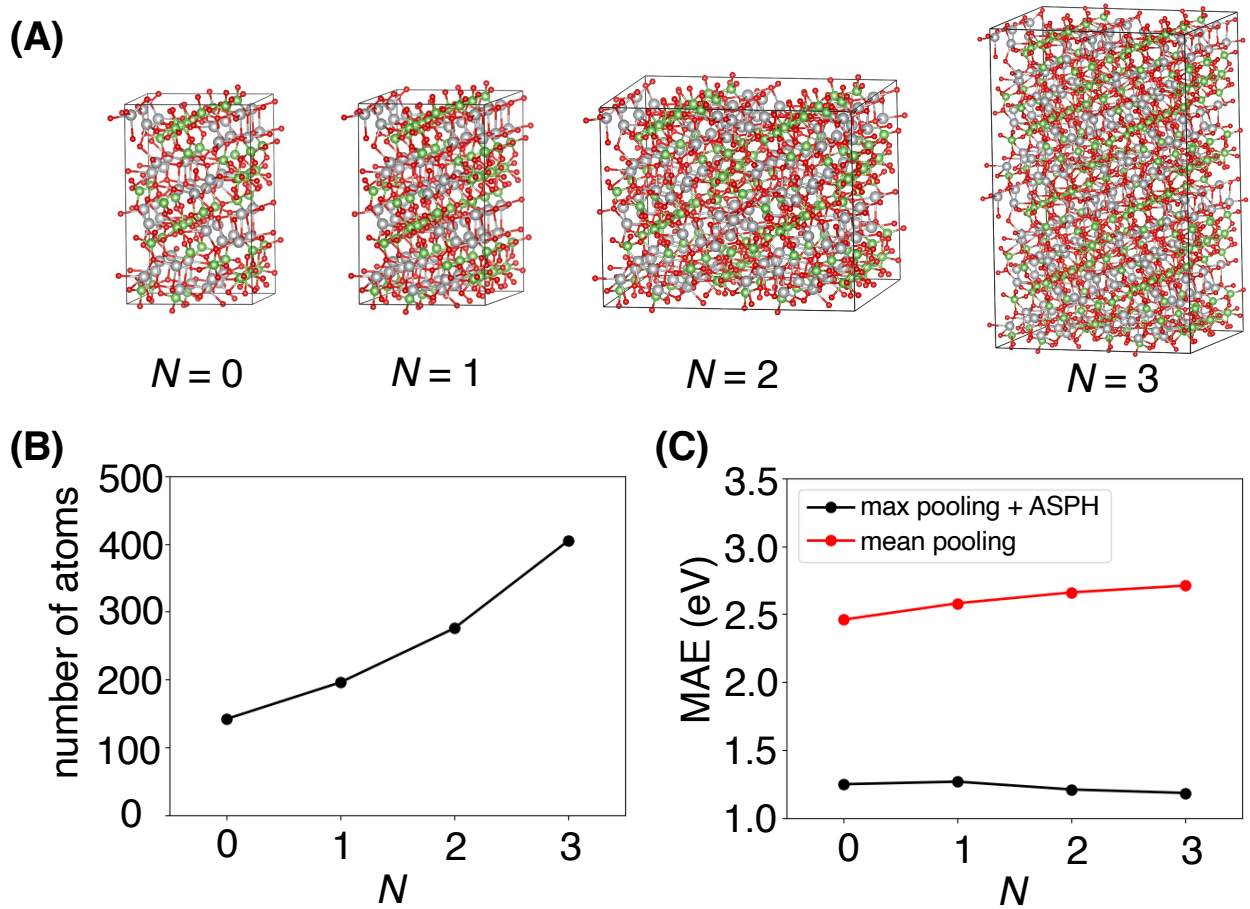 (A)
N = 0
N = 1
N = 2
N = 3
(B)
500
400
300
200
100
0
number of atoms
0 1 2 3
N
(C)
3.5
3.0
2.5
2.0
1.5
1.0
MAE (eV)
max pooling + ASPH
mean pooling
0 1 2 3
N